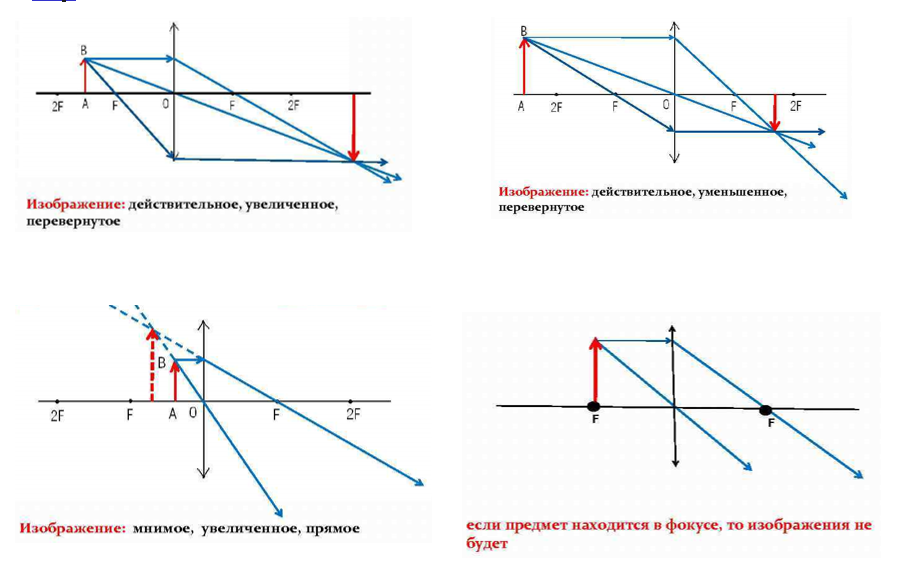 B
2F A F O F 2F
Изображение: действительное, увеличенное,
перевернутое
B
A 2F F O F 2F
Изображение: действительное, уменьшенное,
перевернутое
B
2F F A O F 2F
Изображение: мнимое, увеличенное, прямое
F F
если предмет находится в фокусе, то изображения не
будет